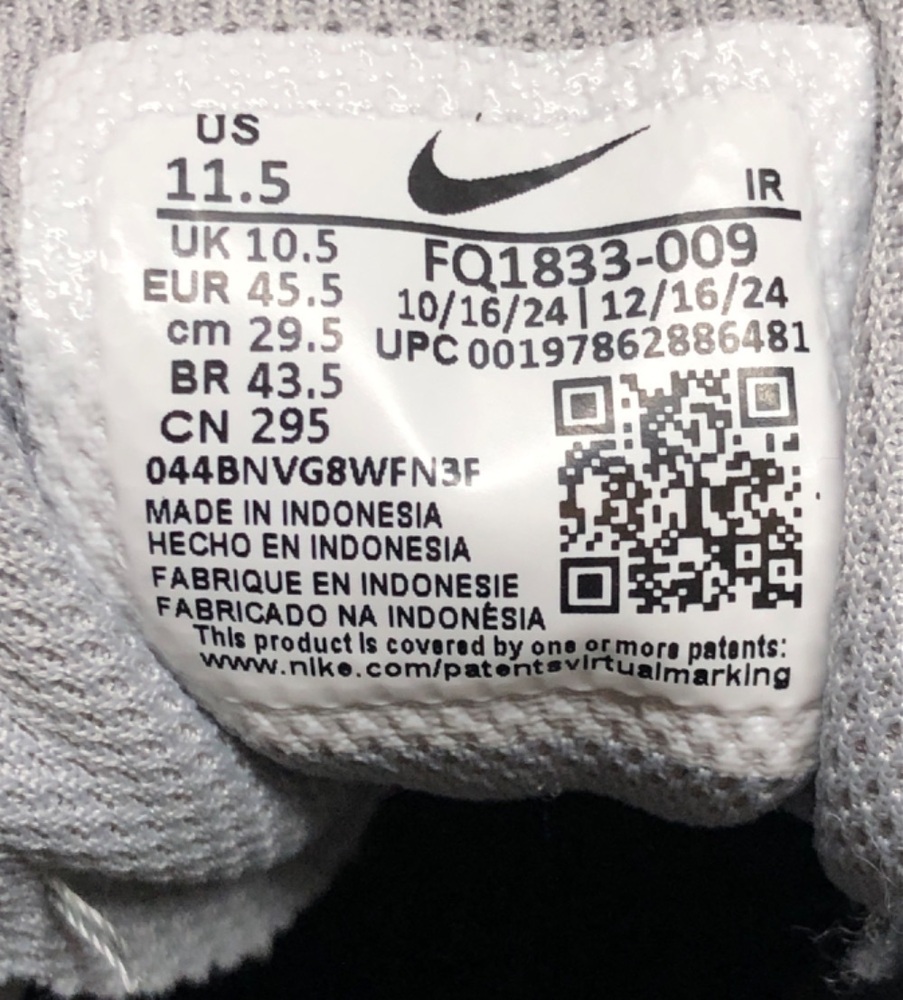 US
11.5
IR
UK 10.5
EUR 45.5
cm 29.5
BR 43.5
CN 295
FQ1833-009
10/16/24 | 12/16/24
UPC 00197862886481
044BNVG8WFN3F
MADE IN INDONESIA
HECHO EN INDONESIA
FABRIQUE EN INDONESIE
FABRICADO NA INDONÉSIA
This product is covered by one or more patents:
www.nike.com/patentsvirtualmarking